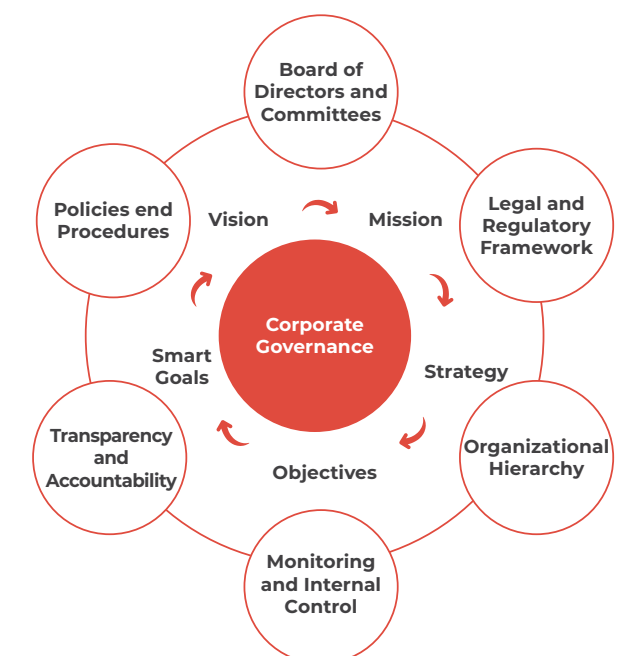 Board of
Directors and
Committees
Policies end
Procedures
Legal and
Regulatory
Framework
Vision
Mission
Corporate
Governance
Smart
Goals
Strategy
Transparency
and
Accountability
Organizational
Hierarchy
Objectives
Monitoring
and Internal
Control